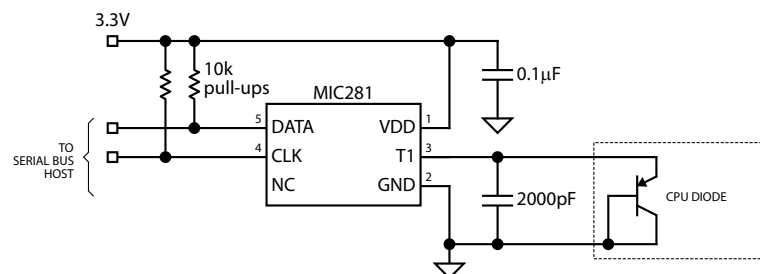 3.3V
10k
pull-ups
MIC281
0.1µF
5 DATA
VDD 1
TO
SERIAL BUS
HOST
4 CLK
T1 3
NC
GND 2
2000pF
CPU DIODE